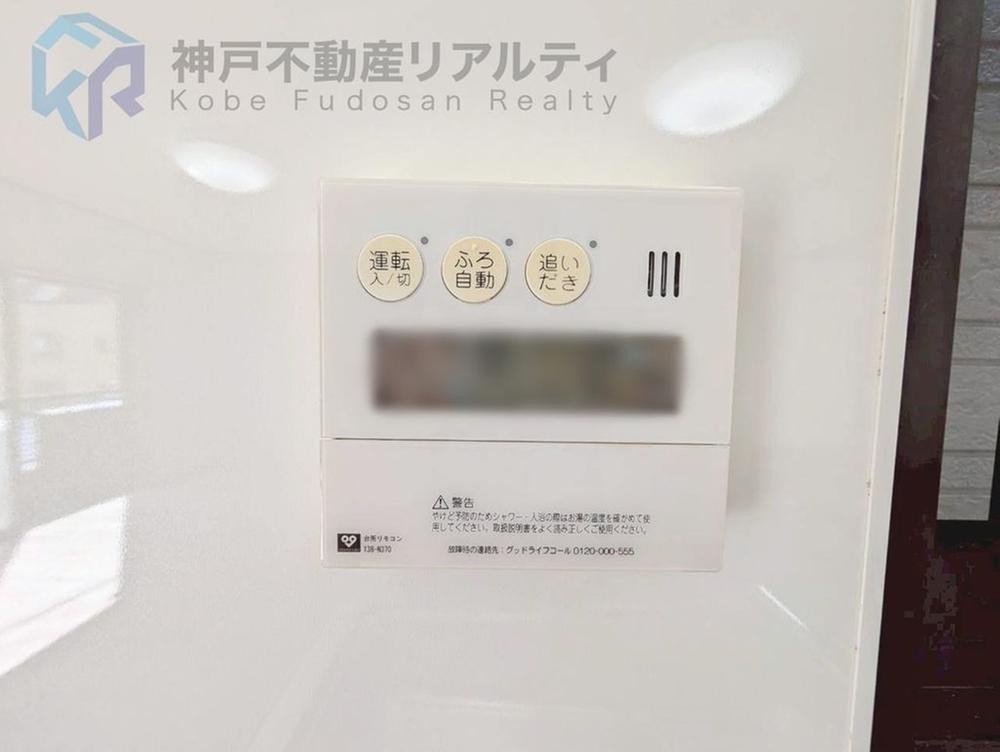 神戸不動産リアルティ
Kobe Fudosan Realty
運転
入/切
ふろ
自動
追い
だき
警告
やけど予防のためシャワー・入浴の際はお湯の温度を確かめて使
用してください。取扱説明書をよく読み正しくご使用ください。
台所リモコン
138-N370
故障時の連絡先:グッドライフコール 0120-000-555